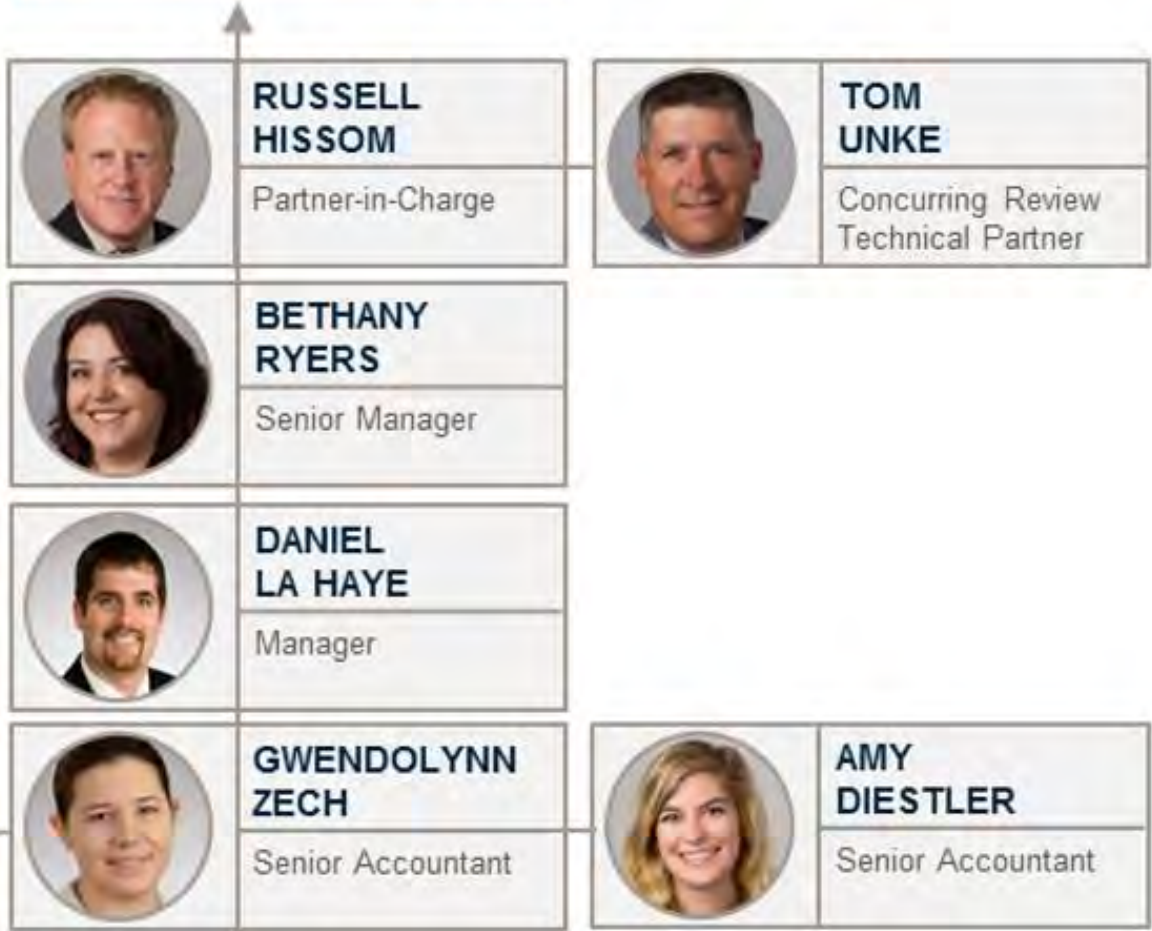 RUSSELL
HISSOM
Partner-in-Charge
TOM
UNKE
Concurring Review
Technical Partner
BETHANY
RYERS
Senior Manager
DANIEL
LA HAYE
Manager
GWENDOLYNN
ZECH
Senior Accountant
AMY
DIESTLER
Senior Accountant